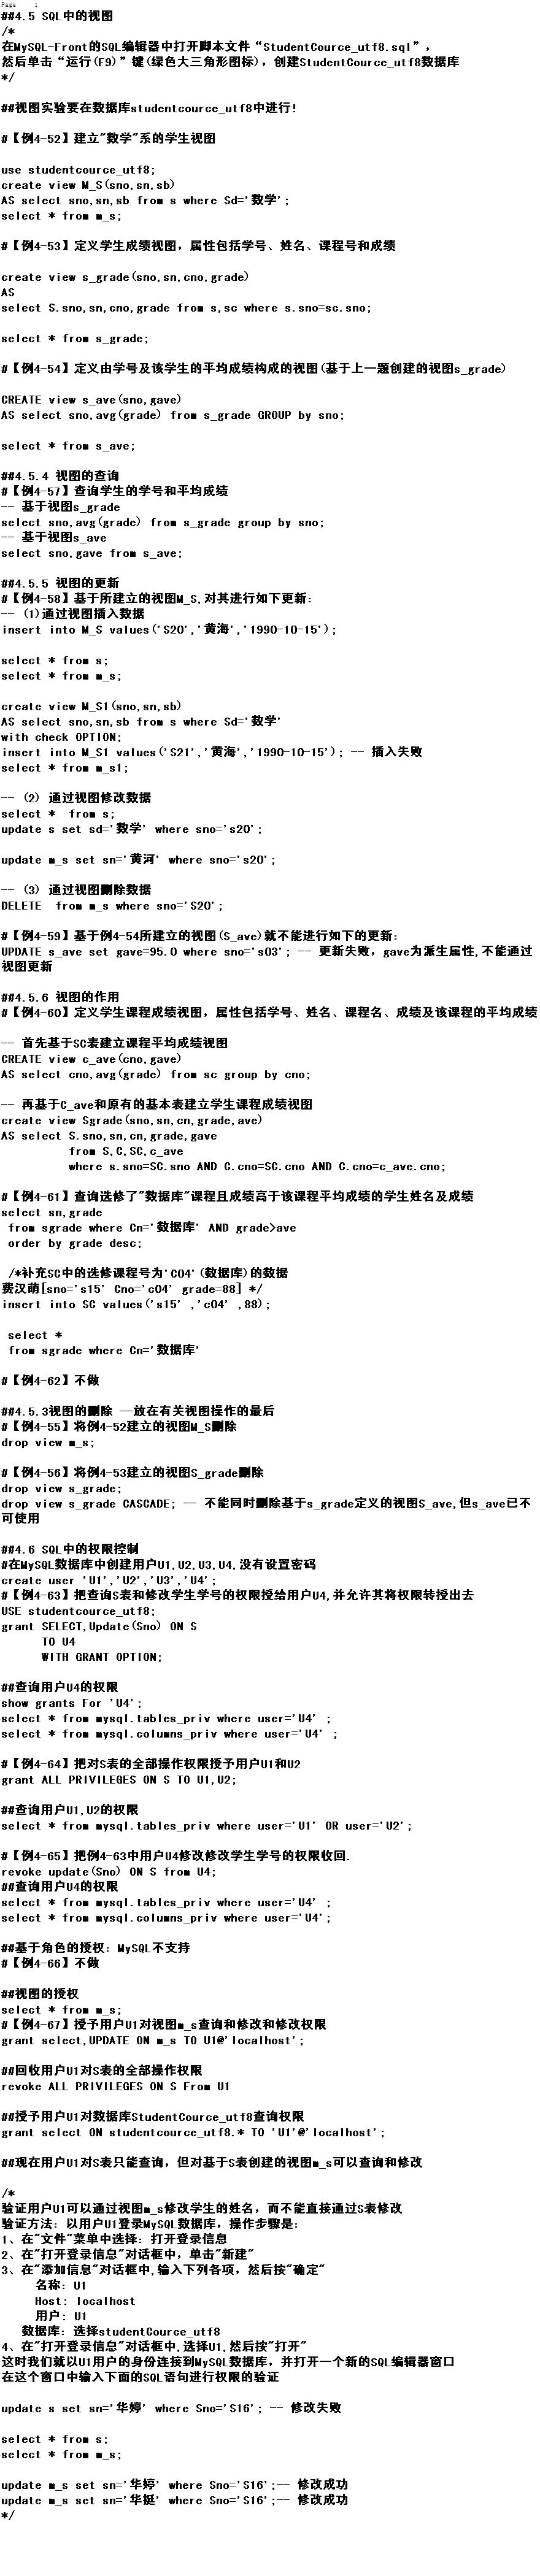 Page 1
##4.5 SQL中的视图
/*
在MySQL-Front的SQL编辑器中打开脚本文件“StudentCource_utf8.sql”，
然后单击“运行(F9)”键(绿色大三角形图标)，创建StudentCource_utf8数据库
*/
##视图实验要在数据库studentcource_utf8中进行!
#【例4-52】建立"数学"系的学生视图
use studentcource_utf8;
create view M_S(sno,sn,sb)
AS select sno,sn,sb from s where Sd='数学';
select * from m_s;
#【例4-53】定义学生成绩视图，属性包括学号、姓名、课程号和成绩
create view s_grade(sno,sn,cno,grade)
AS
select S.sno,sn,cno,grade from s,sc where s.sno=sc.sno;
select * from s_grade;
#【例4-54】定义由学号及该学生的平均成绩构成的视图(基于上一题创建的视图s_grade)
CREATE view s_ave(sno,gave)
AS select sno,avg(grade) from s_grade GROUP by sno;
select * from s_ave;
##4.5.4 视图的查询
#【例4-57】查询学生的学号和平均成绩
-- 基于视图s_grade
select sno,avg(grade) from s_grade group by sno;
-- 基于视图s_ave
select sno,gave from s_ave;
##4.5.5 视图的更新
#【例4-58】基于所建立的视图M_S,对其进行如下更新:
-- (1)通过视图插入数据
insert into M_S values('S20','黄海','1990-10-15');
select * from s;
select * from m_s;
create view M_S1(sno,sn,sb)
AS select sno,sn,sb from s where Sd='数学'
with check OPTION;
insert into M_S1 values('S21','黄海','1990-10-15'); -- 插入失败
select * from m_s1;
-- (2) 通过视图修改数据
select *  from s;
update s set sd='数学' where sno='s20';
update m_s set sn='黄河' where sno='s20';
-- (3) 通过视图删除数据
DELETE  from m_s where sno='S20';
#【例4-59】基于例4-54所建立的视图(S_ave)就不能进行如下的更新:
UPDATE s_ave set gave=95.0 where sno='s03'; -- 更新失败，gave为派生属性,不能通过
视图更新
##4.5.6 视图的作用
#【例4-60】定义学生课程成绩视图，属性包括学号、姓名、课程名、成绩及该课程的平均成绩
-- 首先基于SC表建立课程平均成绩视图
CREATE view c_ave(cno,gave)
AS select cno,avg(grade) from sc group by cno;
-- 再基于C_ave和原有的基本表建立学生课程成绩视图
create view Sgrade(sno,sn,cn,grade,ave)
AS select S.sno,sn,cn,grade,gave
from S,C,SC,c_ave
where s.sno=SC.sno AND C.cno=SC.cno AND C.cno=c_ave.cno;
#【例4-61】查询选修了"数据库"课程且成绩高于该课程平均成绩的学生姓名及成绩
select sn,grade
from sgrade where Cn='数据库' AND grade>ave
order by grade desc;
/*补充SC中的选修课程号为'C04'(数据库)的数据
费汉萌[sno='s15' Cno='c04' grade=88] */
insert into SC values('s15' ,'c04' ,88);
select *
from sgrade where Cn='数据库'
#【例4-62】不做
##4.5.3视图的删除 --放在有关视图操作的最后
#【例4-55】将例4-52建立的视图M_S删除
drop view m_s;
#【例4-56】将例4-53建立的视图S_grade删除
drop view s_grade;
drop view s_grade CASCADE; -- 不能同时删除基于s_grade定义的视图S_ave,但s_ave已不
可使用
##4.6 SQL中的权限控制
#在MySQL数据库中创建用户U1,U2,U3,U4,没有设置密码
create user 'U1','U2','U3','U4';
#【例4-63】把查询S表和修改学生学号的权限授给用户U4,并允许其将权限转授出去
USE studentcource_utf8;
grant SELECT,Update(Sno) ON S
TO U4
WITH GRANT OPTION;
##查询用户U4的权限
show grants For 'U4';
select * from mysql.tables_priv where user='U4' ;
select * from mysql.columns_priv where user='U4' ;
#【例4-64】把对S表的全部操作权限授予用户U1和U2
grant ALL PRIVILEGES ON S TO U1,U2;
##查询用户U1,U2的权限
select * from mysql.tables_priv where user='U1' OR user='U2';
#【例4-65】把例4-63中用户U4修改修改学生学号的权限收回.
revoke update(Sno) ON S from U4;
##查询用户U4的权限
select * from mysql.tables_priv where user='U4' ;
select * from mysql.columns_priv where user='U4';
##基于角色的授权: MySQL不支持
#【例4-66】不做
##视图的授权
select * from m_s;
#【例4-67】授予用户U1对视图m_s查询和修改和修改权限
grant select,UPDATE ON m_s TO U1@'localhost';
##回收用户U1对S表的全部操作权限
revoke ALL PRIVILEGES ON S From U1
##授予用户U1对数据库StudentCource_utf8查询权限
grant select ON studentcource_utf8.* TO 'U1'@'localhost';
##现在用户U1对S表只能查询，但对基于S表创建的视图m_s可以查询和修改
/*
验证用户U1可以通过视图m_s修改学生的姓名，而不能直接通过S表修改
验证方法: 以用户U1登录MySQL数据库，操作步骤是:
1、在"文件"菜单中选择: 打开登录信息
2、在"打开登录信息"对话框中，单击"新建"
3、在"添加信息"对话框中,输入下列各项，然后按"确定"
名称: U1
Host: localhost
用户: U1
数据库: 选择studentCource_utf8
4、在"打开登录信息"对话框中,选择U1,然后按"打开"
这时我们就以U1用户的身份连接到MySQL数据库，并打开一个新的SQL编辑器窗口
在这个窗口中输入下面的SQL语句进行权限的验证
update s set sn='华婷' where Sno='S16'; -- 修改失败
select * from s;
select * from m_s;
update m_s set sn='华婷' where Sno='S16';-- 修改成功
update m_s set sn='华挺' where Sno='S16';-- 修改成功
*/